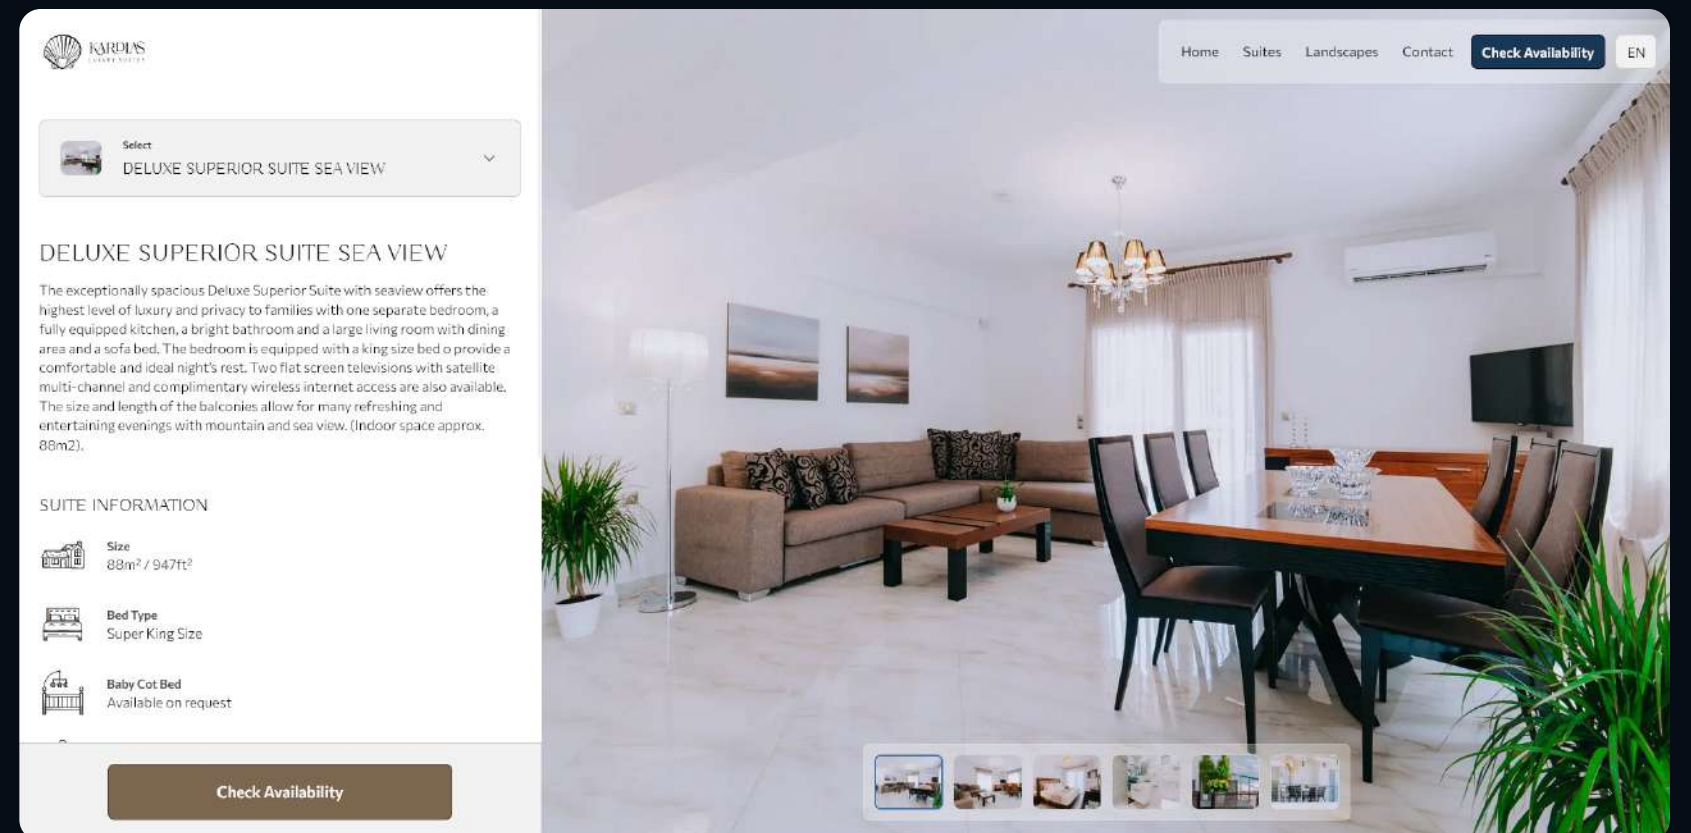 KARDIAS
LUXURY SUITES
Home Suites Landscapes Contact Check Availability EN
Select
DELUXE SUPERIOR SUITE SEA VIEW
DELUXE SUPERIOR SUITE SEA VIEW
The exceptionally spacious Deluxe Superior Suite with seaview offers the
highest level of luxury and privacy to families with one separate bedroom, a
fully equipped kitchen, a bright bathroom and a large living room with dining
area and a sofa bed. The bedroom is equipped with a king size bed o provide a
comfortable and ideal night's rest. Two flat screen televisions with satellite
multi-channel and complimentary wireless internet access are also available.
The size and length of the balconies allow for many refreshing and
entertaining evenings with mountain and sea view. (Indoor space approx.
88m2).
SUITE INFORMATION
Size
88m² / 947ft²
Bed Type
Super King Size
Baby Cot Bed
Available on request
Check Availability